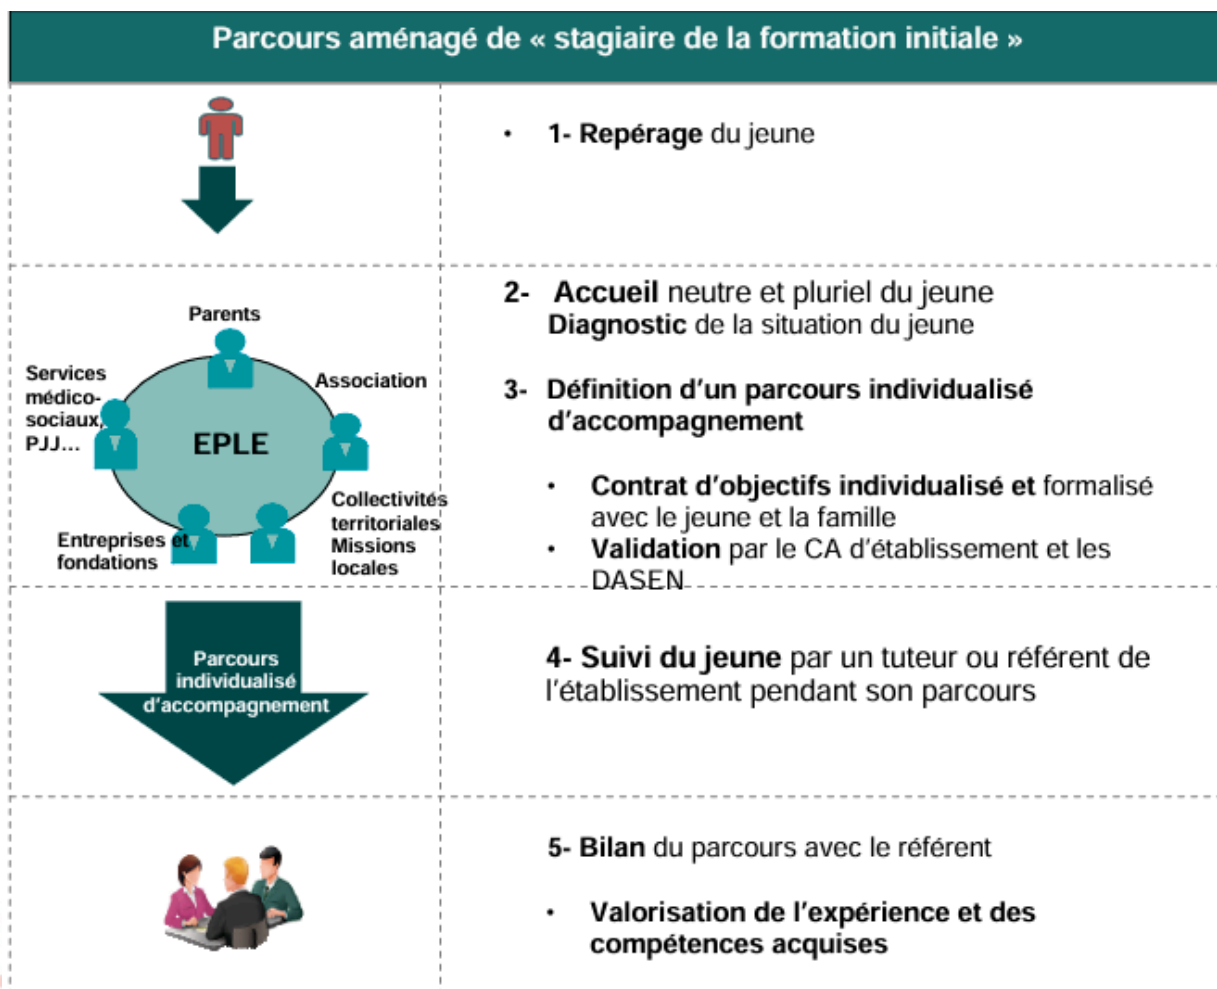 Parcours aménagé de « stagiaire de la formation initiale »
• 1- Repérage du jeune
Parents
Services
médico-
sociaux,
PJJ…
Association
EPLE
Entreprises et
fondations
Collectivités
territoriales
Missions
locales
2- Accueil neutre et pluriel du jeune
Diagnostic de la situation du jeune
3- Définition d’un parcours individualisé
d’accompagnement
• Contrat d’objectifs individualisé et formalisé
avec le jeune et la famille
• Validation par le CA d’établissement et les
DASEN
Parcours
individualisé
d’accompagnement
4- Suivi du jeune par un tuteur ou référent de
l’établissement pendant son parcours
5- Bilan du parcours avec le référent
• Valorisation de l’expérience et des
compétences acquises